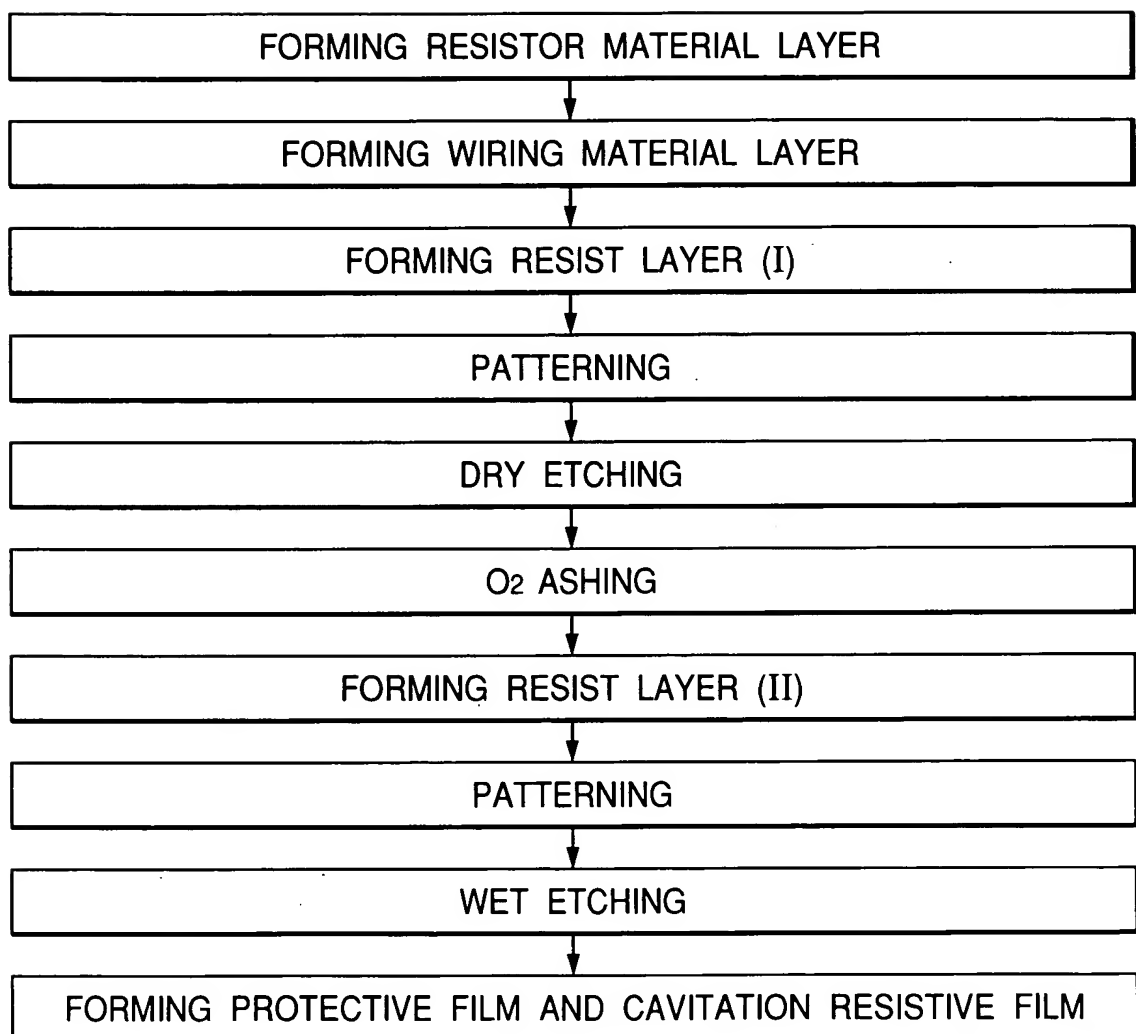 FORMING RESISTOR MATERIAL LAYER
FORMING WIRING MATERIAL LAYER
FORMING RESIST LAYER (I)
PATTERNING
DRY ETCHING
O2 ASHING
FORMING RESIST LAYER (II)
PATTERNING
WET ETCHING
FORMING PROTECTIVE FILM AND CAVITATION RESISTIVE FILM